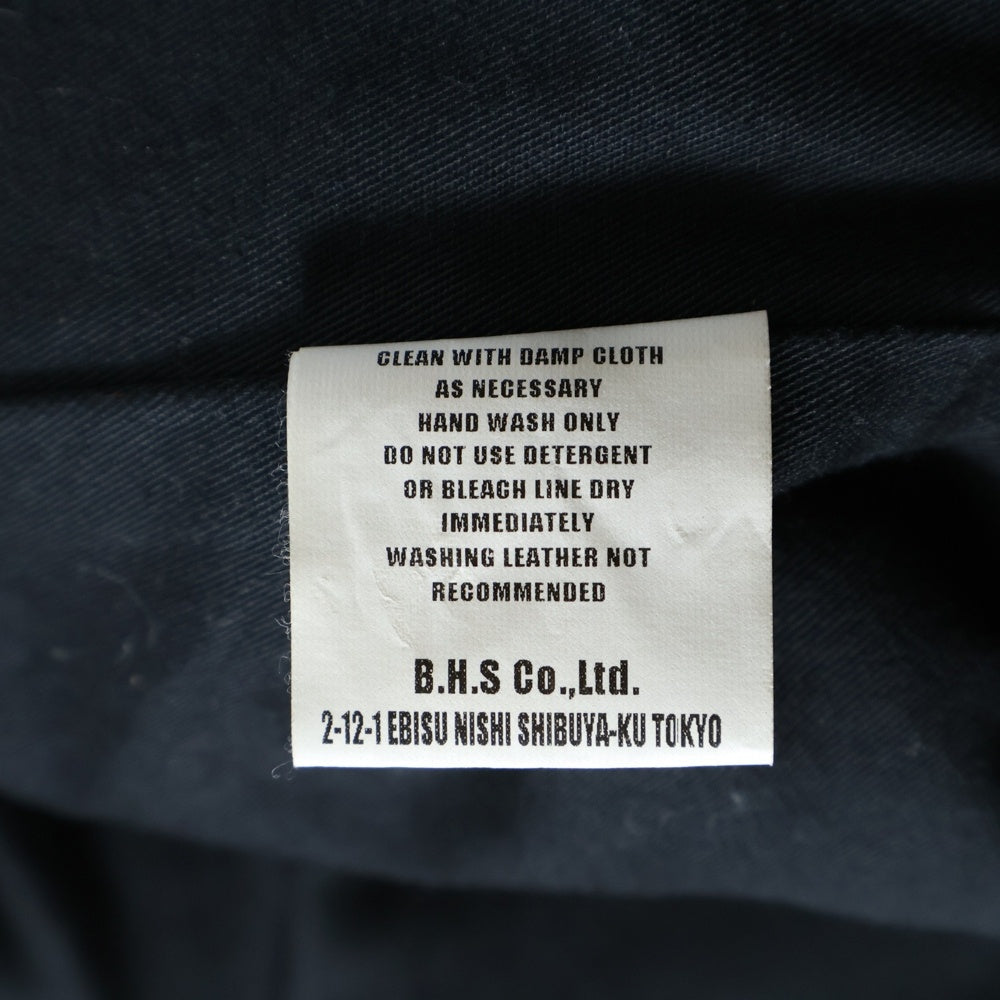 CLEAN WITH DAMP CLOTH
AS NECESSARY
HAND WASH ONLY
DO NOT USE DETERGENT
OR BLEACH LINE DRY
IMMEDIATELY
WASHING LEATHER NOT
RECOMMENDED
B.H.S Co.,Ltd.
2-12-1 EBISU NISHI SHIBUYA-KU TOKYO